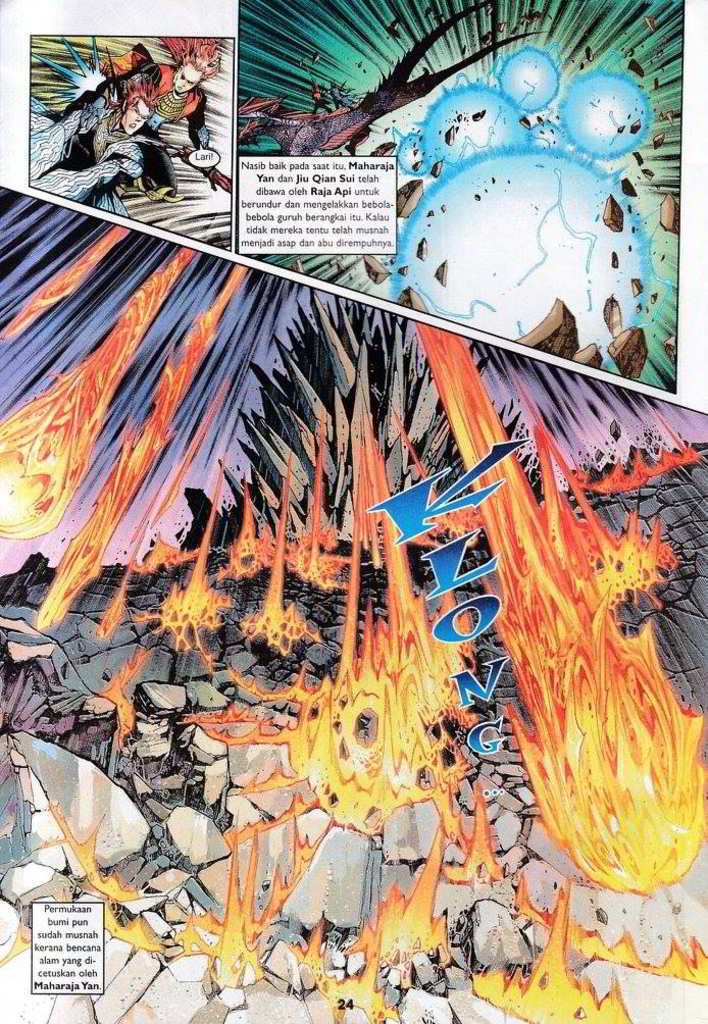 Lari!
Nasib baik pada saat itu, Maharaja
Yan dan Jiu Qian Sui telah
dibawa oleh Raja Api untuk
berundur dan mengelakkan bebola-
bebola guruh berangkai itu. Kalau
tidak mereka tentu telah musnah
menjadi asap dan abu dirempuhnya.
KLONG...
Permukaan
bumi pun
sudah musnah
kerana bencana
alam yang di-
cetuskan oleh
Maharaja Yan.
24